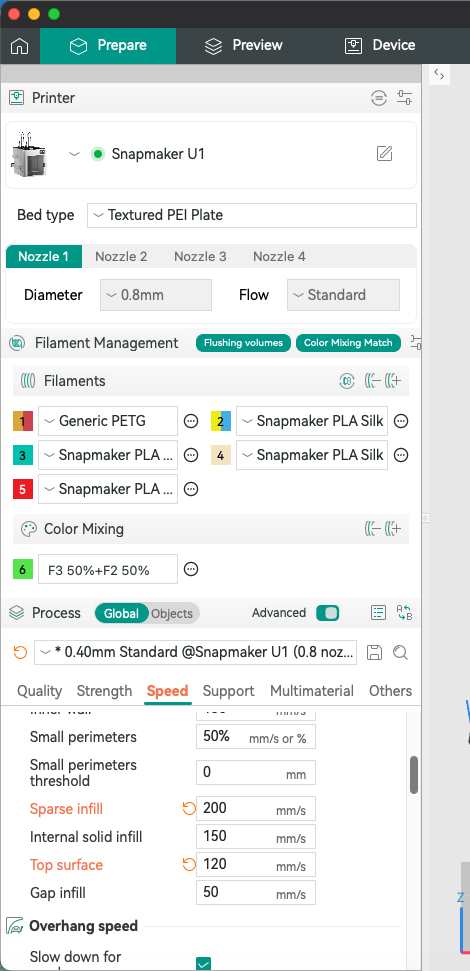 Prepare
Preview
Device
Printer
Snapmaker U1
Bed type
Textured PEI Plate
Nozzle 1
Nozzle 2
Nozzle 3
Nozzle 4
Diameter
0.8mm
Flow
Standard
Filament Management
Flushing volumes
Color Mixing Match
Filaments
1
Generic PETG
2
Snapmaker PLA Silk
3
Snapmaker PLA ...
4
Snapmaker PLA Silk
5
Snapmaker PLA ...
Color Mixing
6
F3 50%+F2 50%
Process
Global
Objects
Advanced
* 0.40mm Standard @Snapmaker U1 (0.8 noz...
Quality
Strength
Speed
Support
Multimaterial
Others
Inner wall
mm/s
Small perimeters
50%
mm/s or %
Small perimeters
threshold
0
mm
Sparse infill
200
mm/s
Internal solid infill
150
mm/s
Top surface
120
mm/s
Gap infill
50
mm/s
Overhang speed
Slow down for
Z